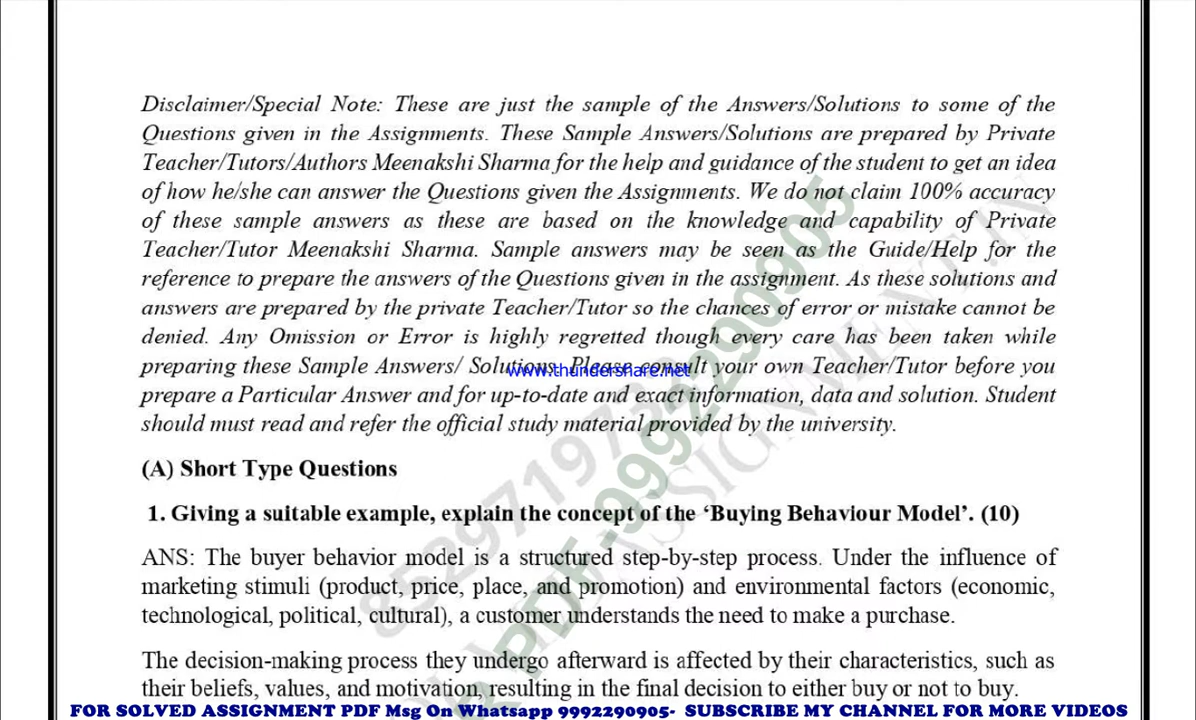 Disclaimer/Special Note: These are just the sample of the Answers/Solutions to some of the
Questions given in the Assignments. These Sample Answers/Solutions are prepared by Private
Teacher/Tutors/Authors Meenakshi Sharma for the help and guidance of the student to get an idea
of how he/she can answer the Questions given the Assignments. We do not claim 100% accuracy
of these sample answers as these are based on the knowledge and capability of Private
Teacher/Tutor Meenakshi Sharma. Sample answers may be seen as the Guide/Help for the
reference to prepare the answers of the Questions given in the assignment. As these solutions and
answers are prepared by the private Teacher/Tutor so the chances of error or mistake cannot be
denied. Any Omission or Error is highly regretted though every care has been taken while
preparing these Sample Answers/ Solutions. Please consult your own Teacher/Tutor before you
www.thundershare.net
prepare a Particular Answer and for up-to-date and exact information, data and solution. Student
should must read and refer the official study material provided by the university.
(A) Short Type Questions
1. Giving a suitable example, explain the concept of the ‘Buying Behaviour Model’. (10)
ANS: The buyer behavior model is a structured step-by-step process. Under the influence of
marketing stimuli (product, price, place, and promotion) and environmental factors (economic,
technological, political, cultural), a customer understands the need to make a purchase.
The decision-making process they undergo afterward is affected by their characteristics, such as
their beliefs, values, and motivation, resulting in the final decision to either buy or not to buy.
PDF-9992290905
FOR SOLVED ASSIGNMENT PDF Msg On Whatsapp 9992290905- SUBSCRIBE MY CHANNEL FOR MORE VIDEOS